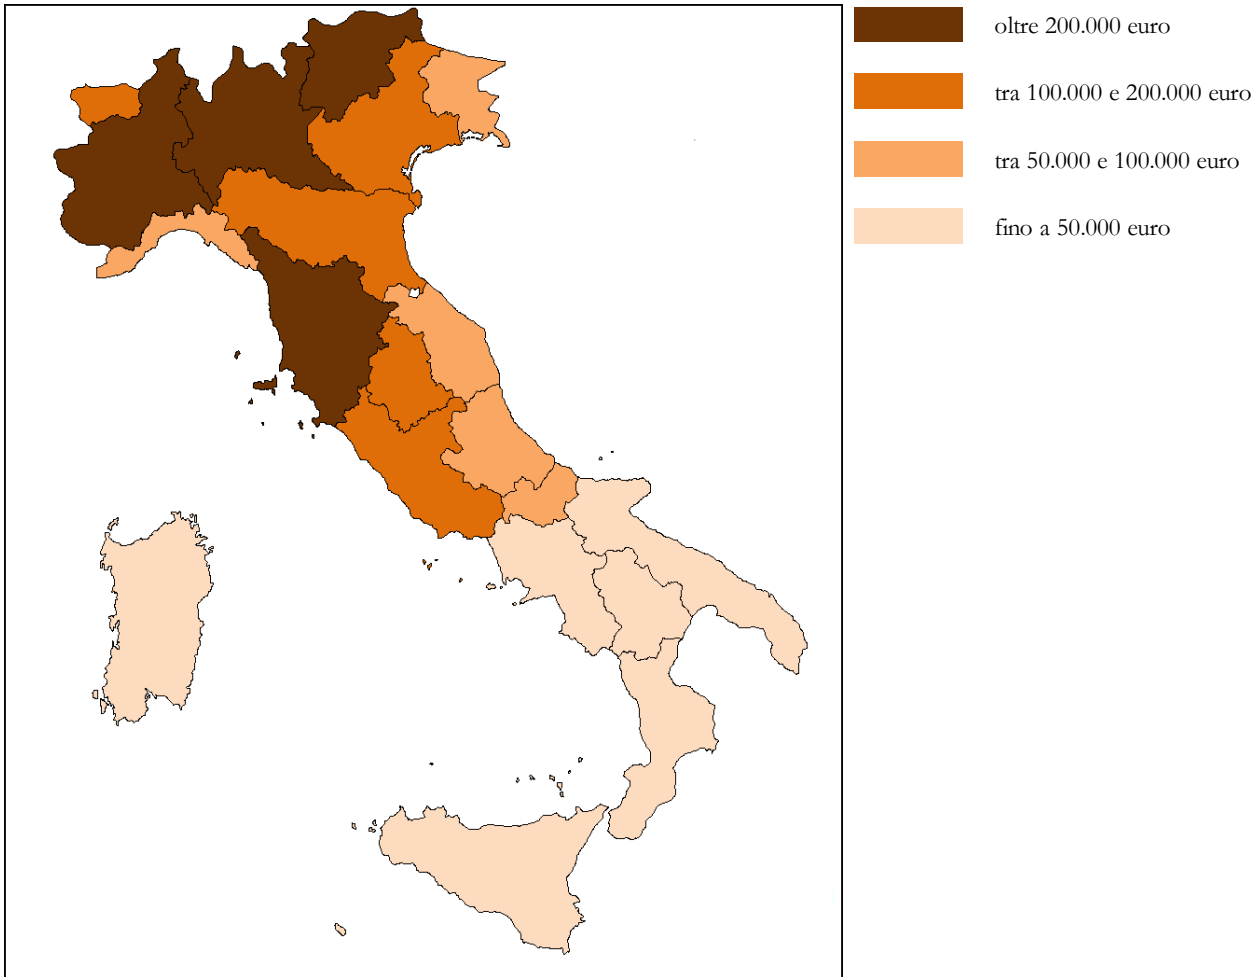 oltre 200.000 euro
tra 100.000 e 200.000 euro
tra 50.000 e 100.000 euro
fino a 50.000 euro